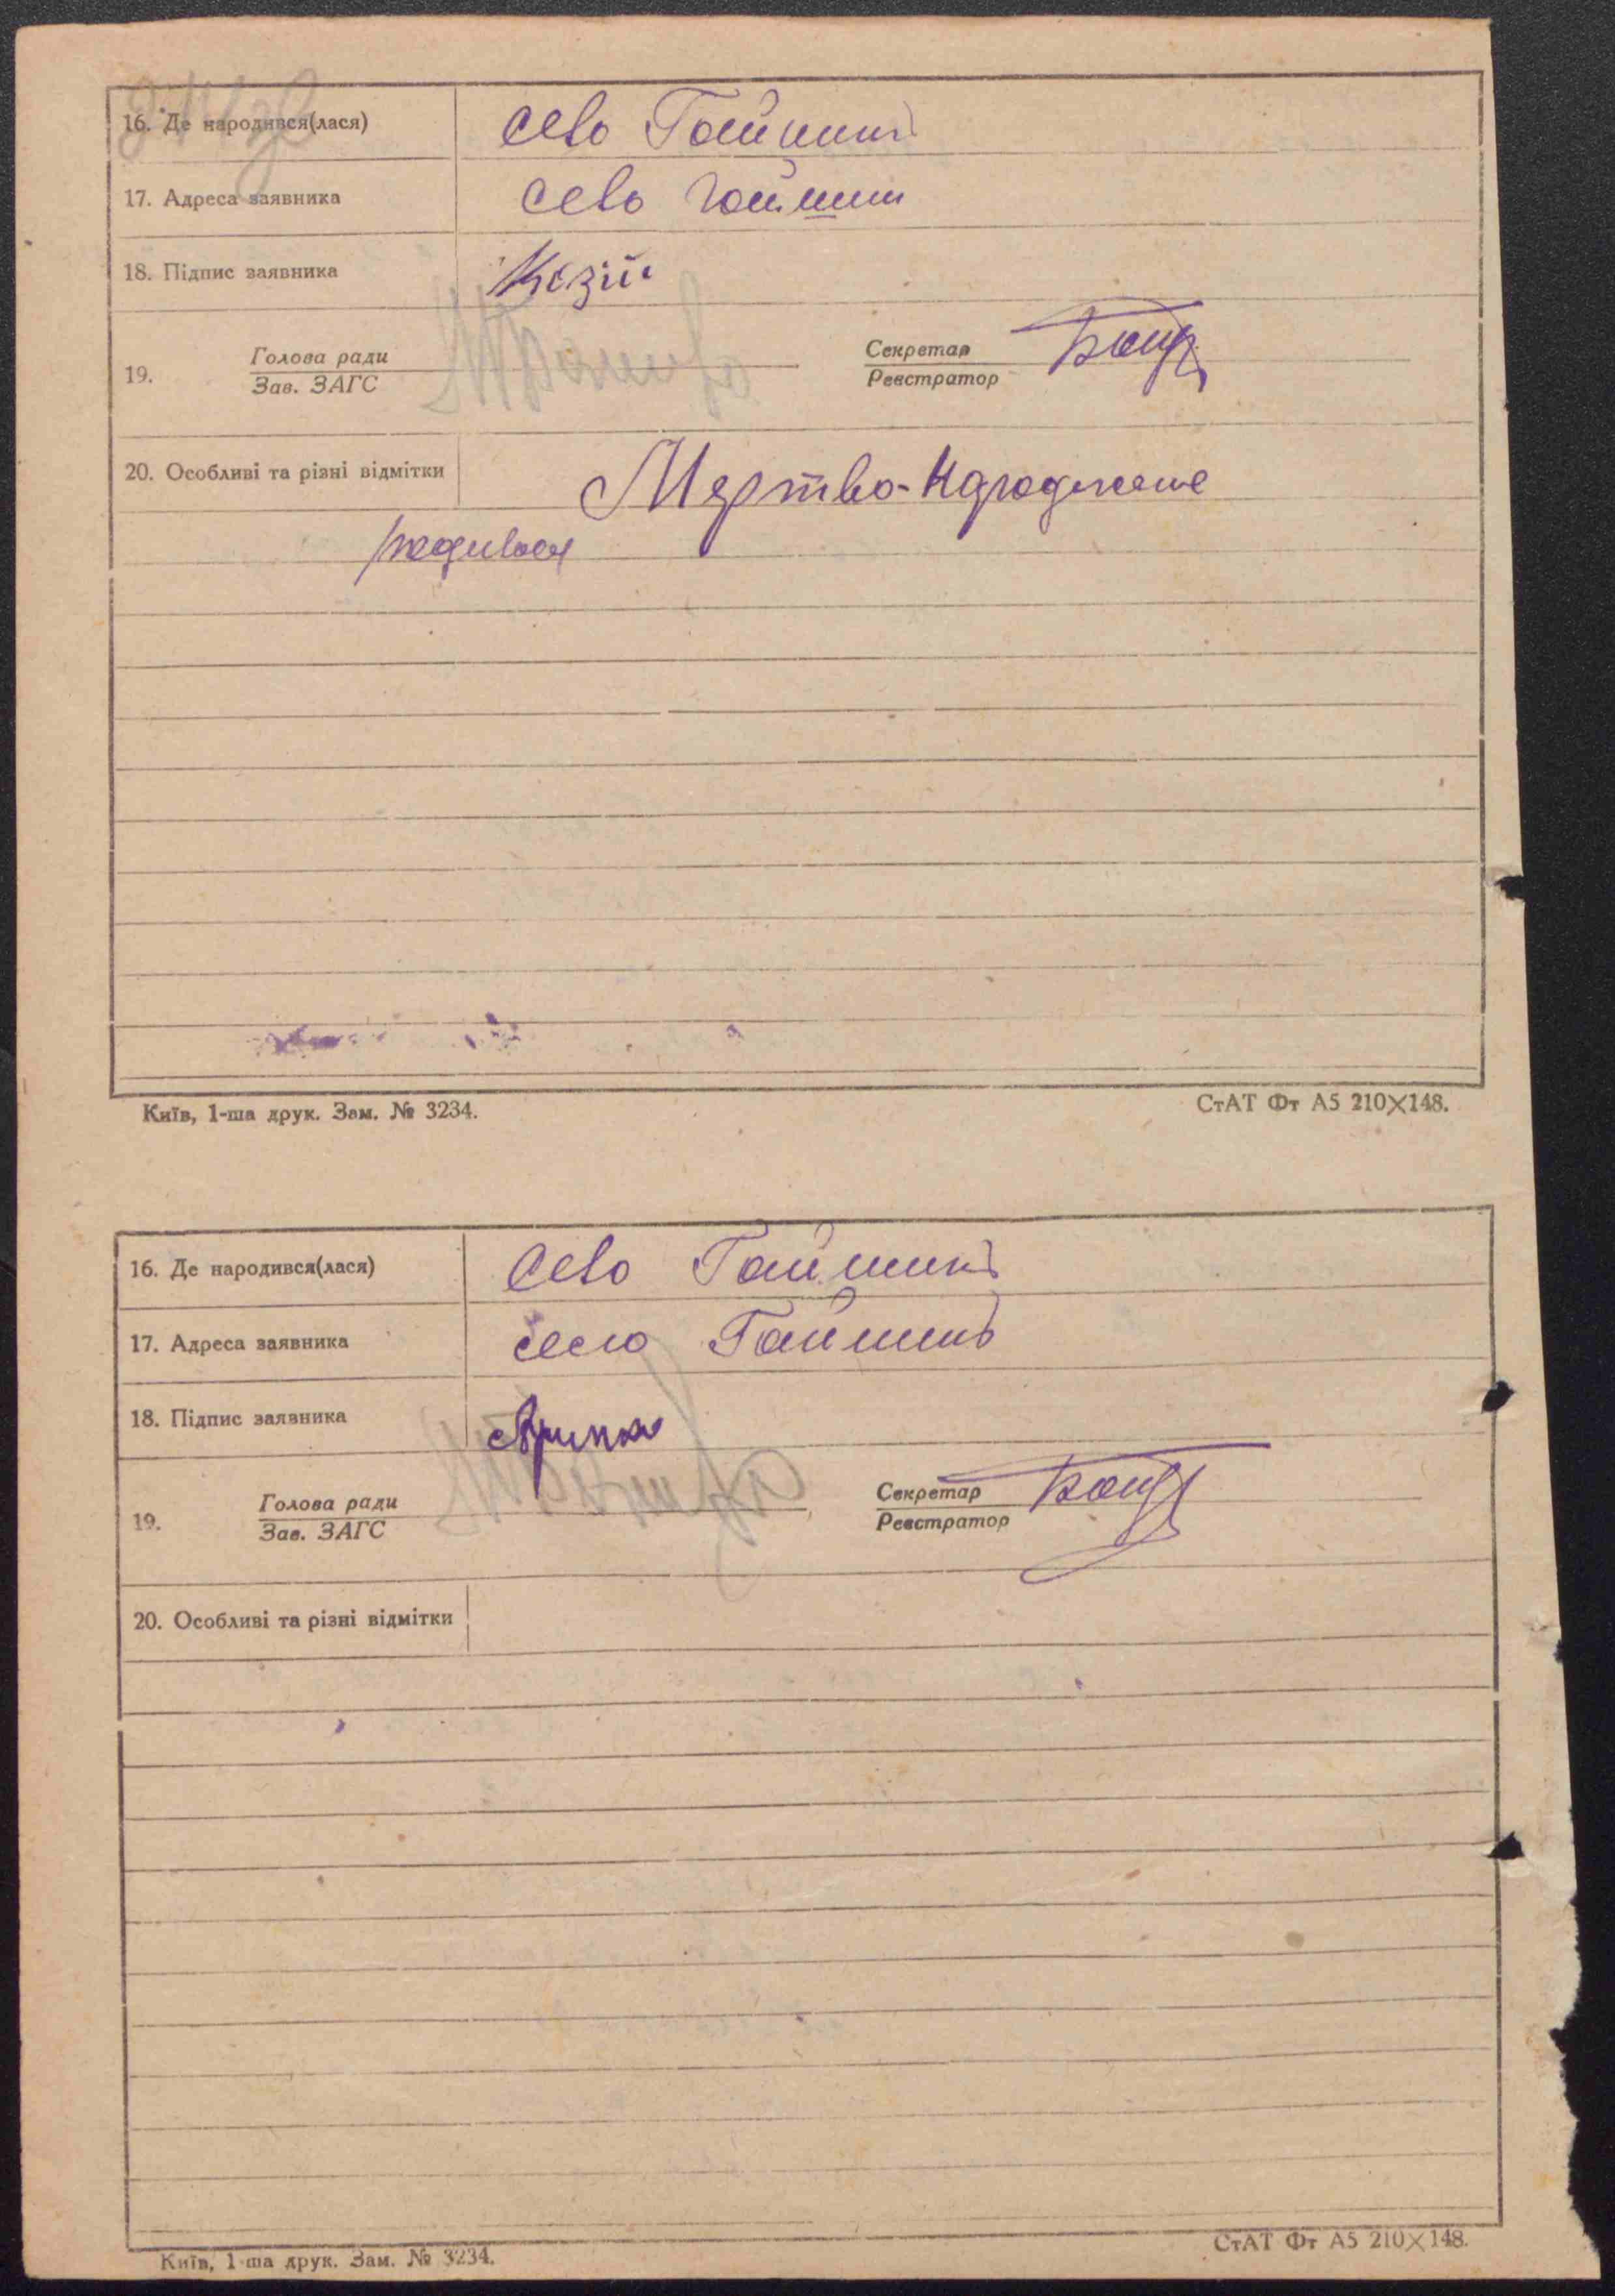 16. Де народився(лася) село Гайшин
17. Адреса заявника село Гайшин
18. Підпис заявника Кизій
19. Голова ради Секретар
Зав. ЗАГС Реєстратор
20. Особливі та різні відмітки Мертво-народжене
родився
Київ, 1-ша друк. Зам. № 3234. СтАТ Фт А5 210×148.
16. Де народився(лася) село Гайшин
17. Адреса заявника село Гайшинь
18. Підпис заявника
19. Голова ради Секретар
Зав. ЗАГС Реєстратор
20. Особливі та різні відмітки
Київ, 1-ша друк. Зам. № 3234. СтАТ Фт А5 210×148.